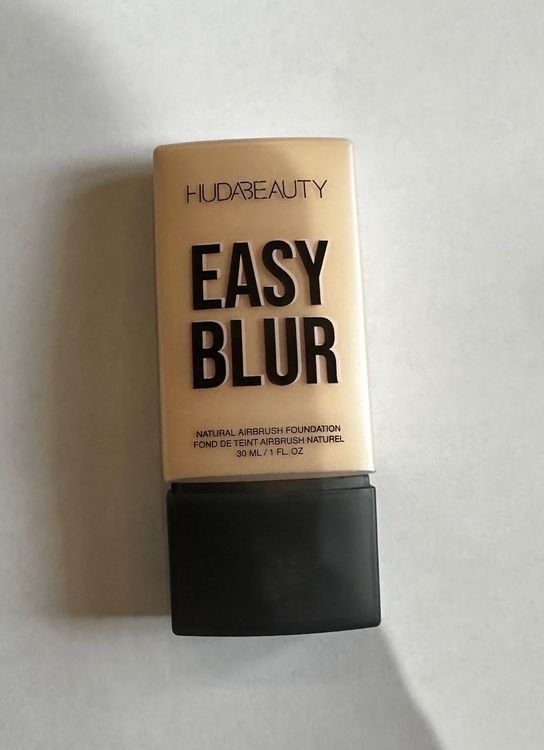 HUDABEAUTY
EASY
BLUR
NATURAL AIRBRUSH FOUNDATION
FOND DE TEINT AIRBRUSH NATUREL
30 ML / 1 FL. OZ